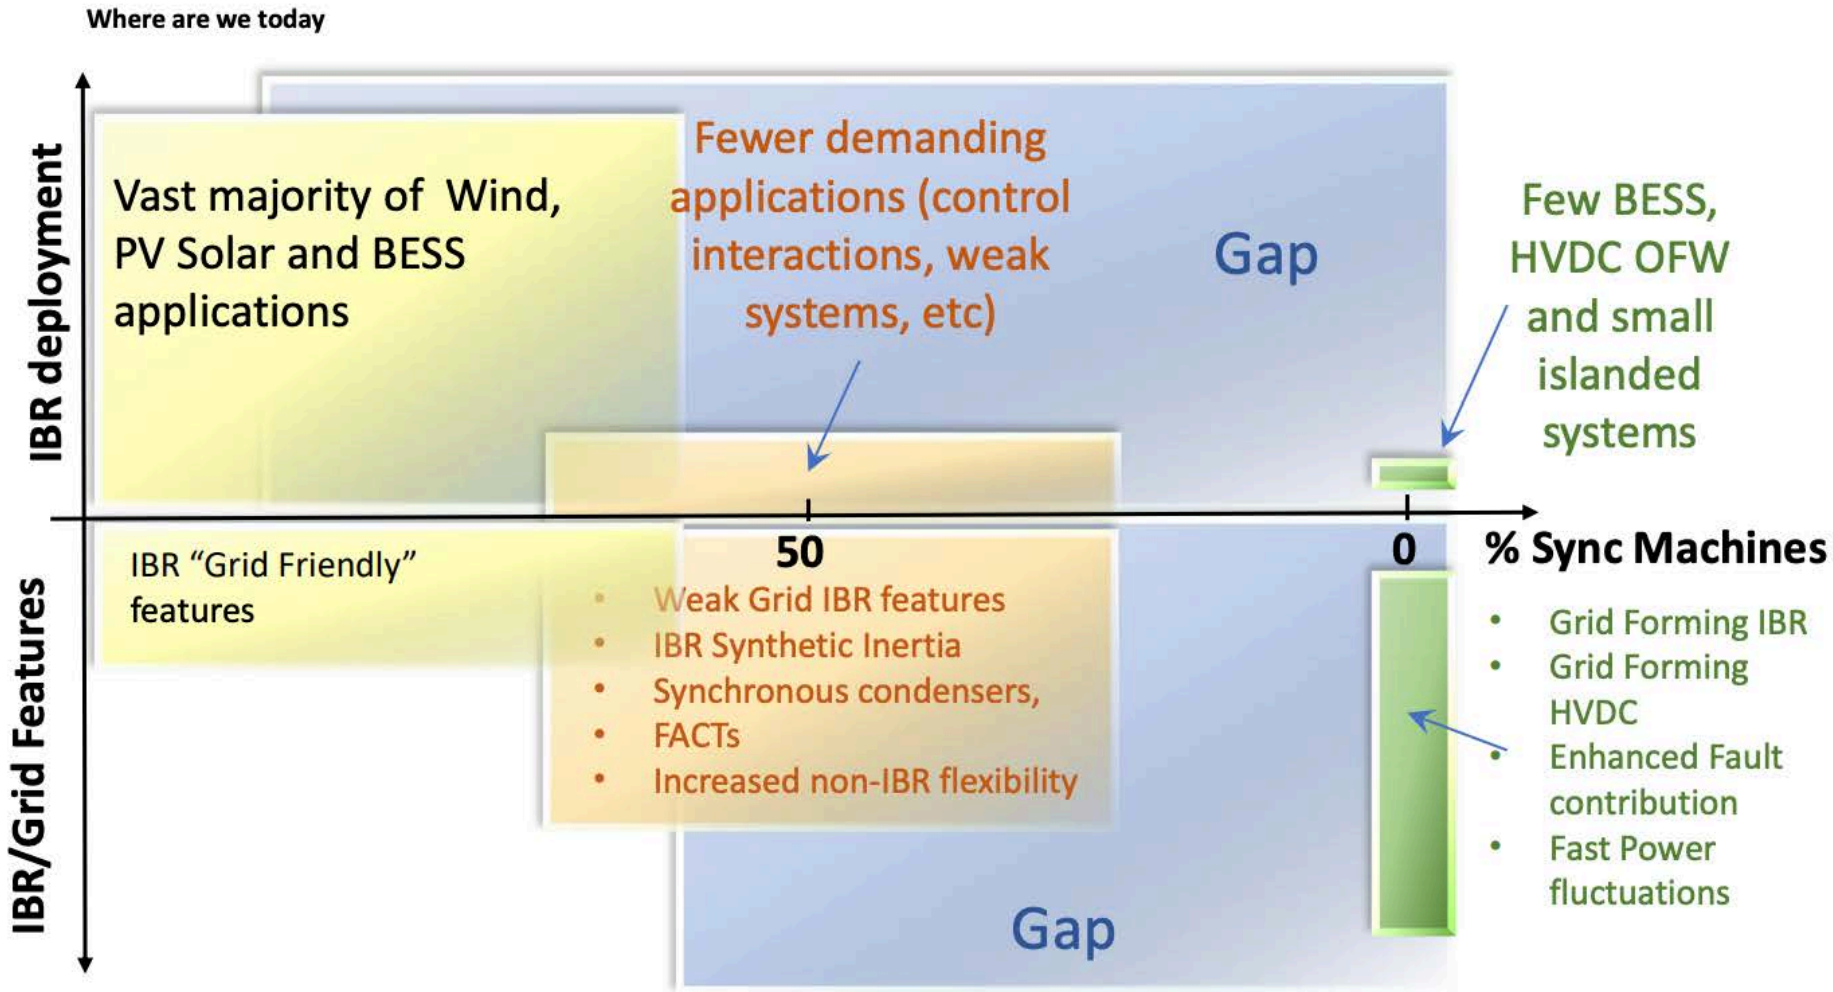 Where are we today
IBR deployment
Vast majority of Wind,
PV Solar and BESS
applications
Fewer demanding
applications (control
interactions, weak
systems, etc)
Gap
Few BESS,
HVDC OFW
and small
islanded
systems
50
0
% Sync Machines
IBR/Grid Features
IBR “Grid Friendly”
features
• Weak Grid IBR features
• IBR Synthetic Inertia
• Synchronous condensers,
• FACTs
• Increased non-IBR flexibility
Gap
• Grid Forming IBR
• Grid Forming
HVDC
• Enhanced Fault
contribution
• Fast Power
fluctuations